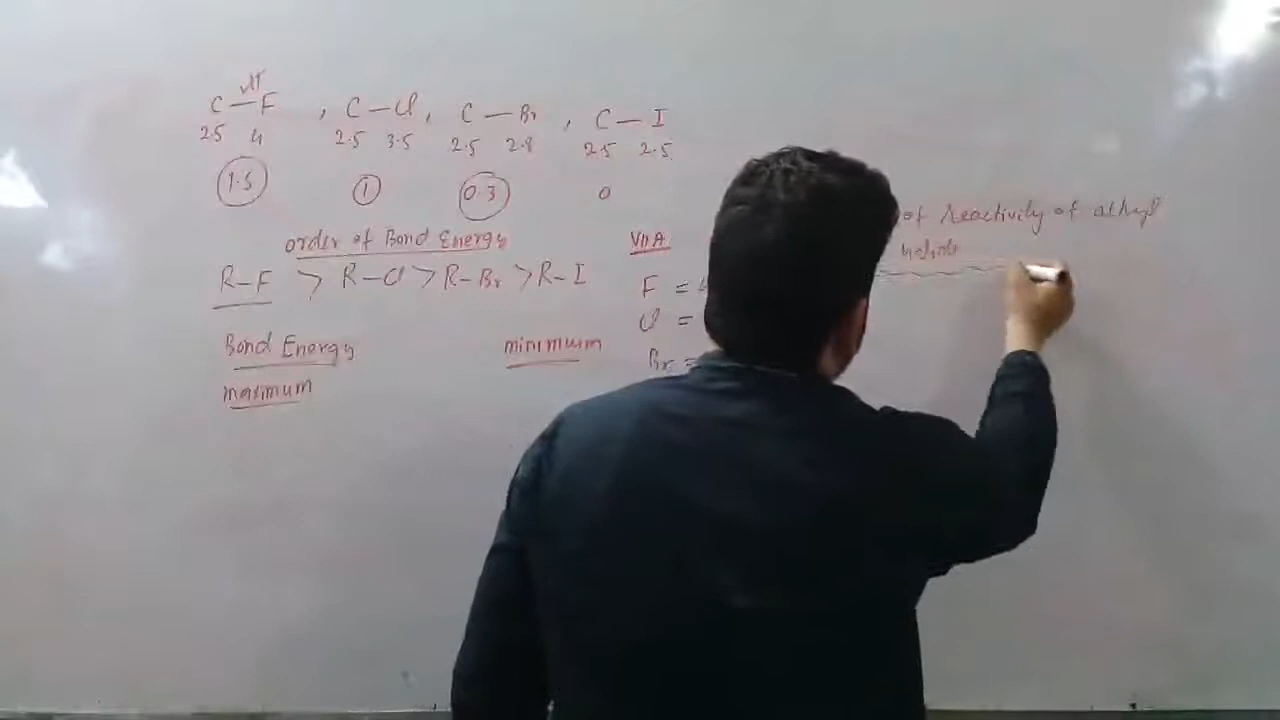 C — F , C — Cl , C — Br , C — I
2.5 4 2.5 3.5 2.5 2.8 2.5 2.5
1.5 1 0.3 0
order of Bond Energy
R-F > R-Cl > R-Br > R-I
Bond Energy
maximum
minimum
VII A
F =
Cl =
Br =
of reactivity of alkyl
halide